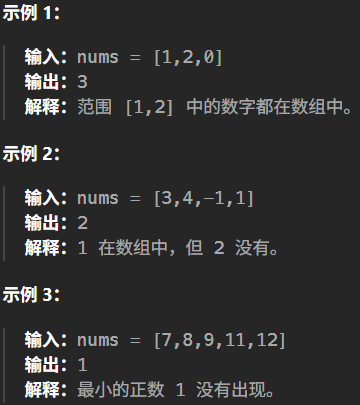 示例 1：
输入：nums = [1,2,0]
输出：3
解释：范围 [1,2] 中的数字都在数组中。
示例 2：
输入：nums = [3,4,-1,1]
输出：2
解释：1 在数组中，但 2 没有。
示例 3：
输入：nums = [7,8,9,11,12]
输出：1
解释：最小的正数 1 没有出现。